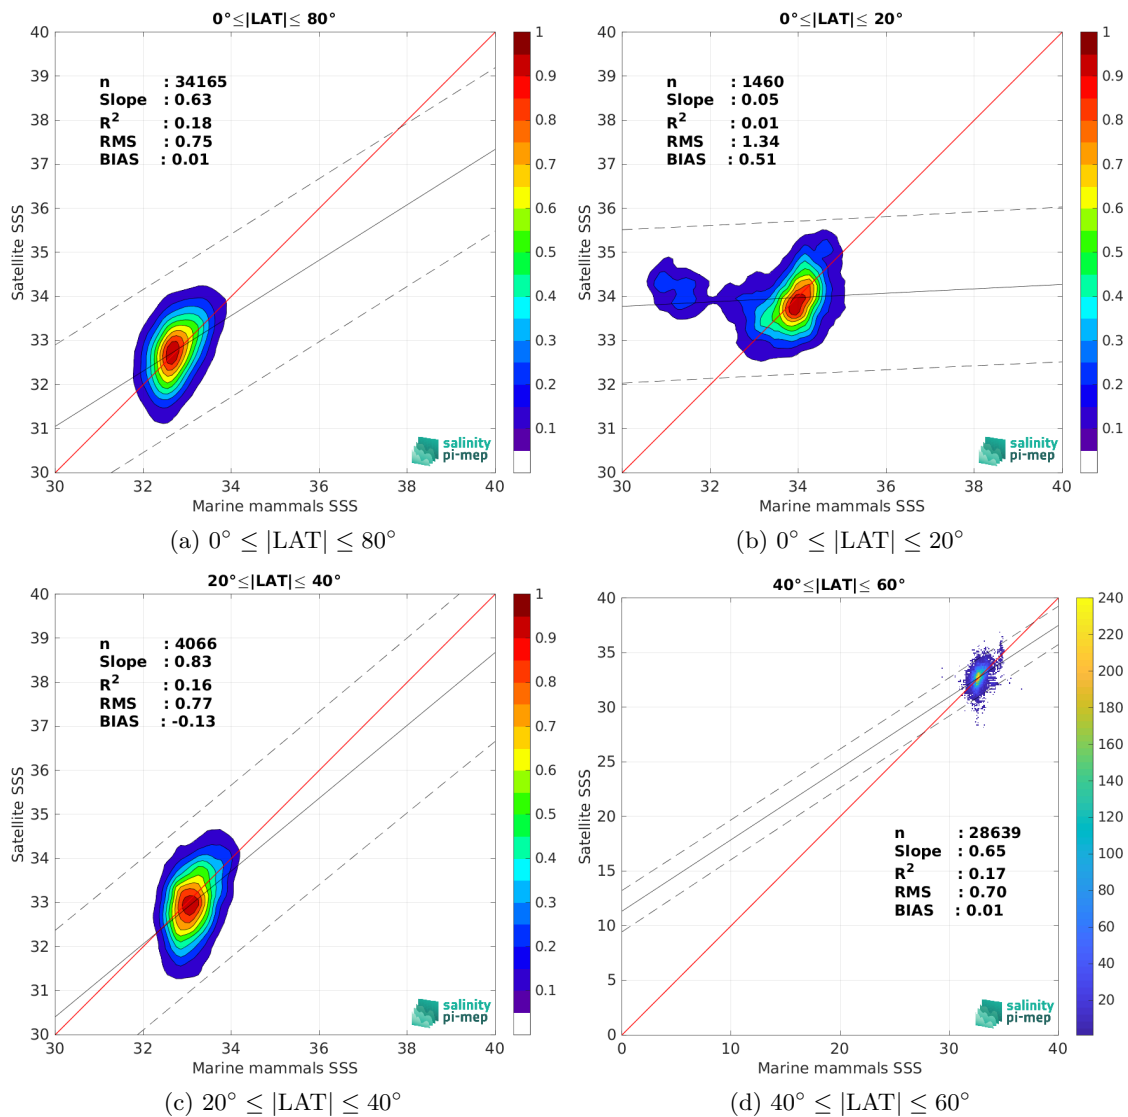 0°≤|LAT|≤ 80°
n : 34165
Slope : 0.63
R² : 0.18
RMS : 0.75
BIAS : 0.01
Satellite SSS
40
39
38
37
36
35
34
33
32
31
30
30 32 34 36 38 40
Marine mammals SSS
1
0.9
0.8
0.7
0.6
0.5
0.4
0.3
0.2
0.1
salinity
pi-mep
(a) 0° ≤ |LAT| ≤ 80°
0°≤|LAT|≤ 20°
n : 1460
Slope : 0.05
R² : 0.01
RMS : 1.34
BIAS : 0.51
Satellite SSS
40
39
38
37
36
35
34
33
32
31
30
30 32 34 36 38 40
Marine mammals SSS
1
0.9
0.8
0.7
0.6
0.5
0.4
0.3
0.2
0.1
salinity
pi-mep
(b) 0° ≤ |LAT| ≤ 20°
20°≤|LAT|≤ 40°
n : 4066
Slope : 0.83
R² : 0.16
RMS : 0.77
BIAS : -0.13
Satellite SSS
40
39
38
37
36
35
34
33
32
31
30
30 32 34 36 38 40
Marine mammals SSS
1
0.9
0.8
0.7
0.6
0.5
0.4
0.3
0.2
0.1
salinity
pi-mep
(c) 20° ≤ |LAT| ≤ 40°
40°≤|LAT|≤ 60°
n : 28639
Slope : 0.65
R² : 0.17
RMS : 0.70
BIAS : 0.01
Satellite SSS
40
35
30
25
20
15
10
5
0
0 10 20 30 40
Marine mammals SSS
240
220
200
180
160
140
120
100
80
60
40
20
salinity
pi-mep
(d) 40° ≤ |LAT| ≤ 60°